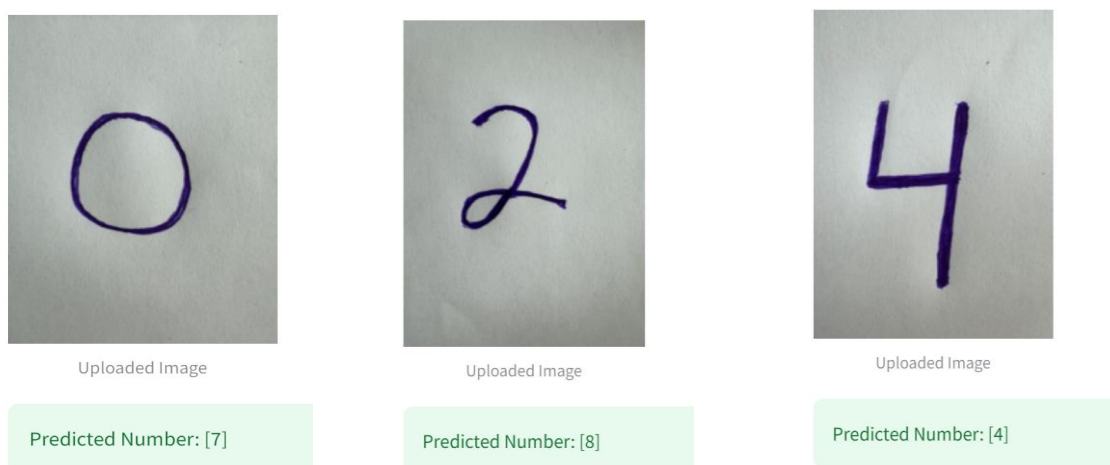 0
2
4
Uploaded Image
Uploaded Image
Uploaded Image
Predicted Number: [7]
Predicted Number: [8]
Predicted Number: [4]